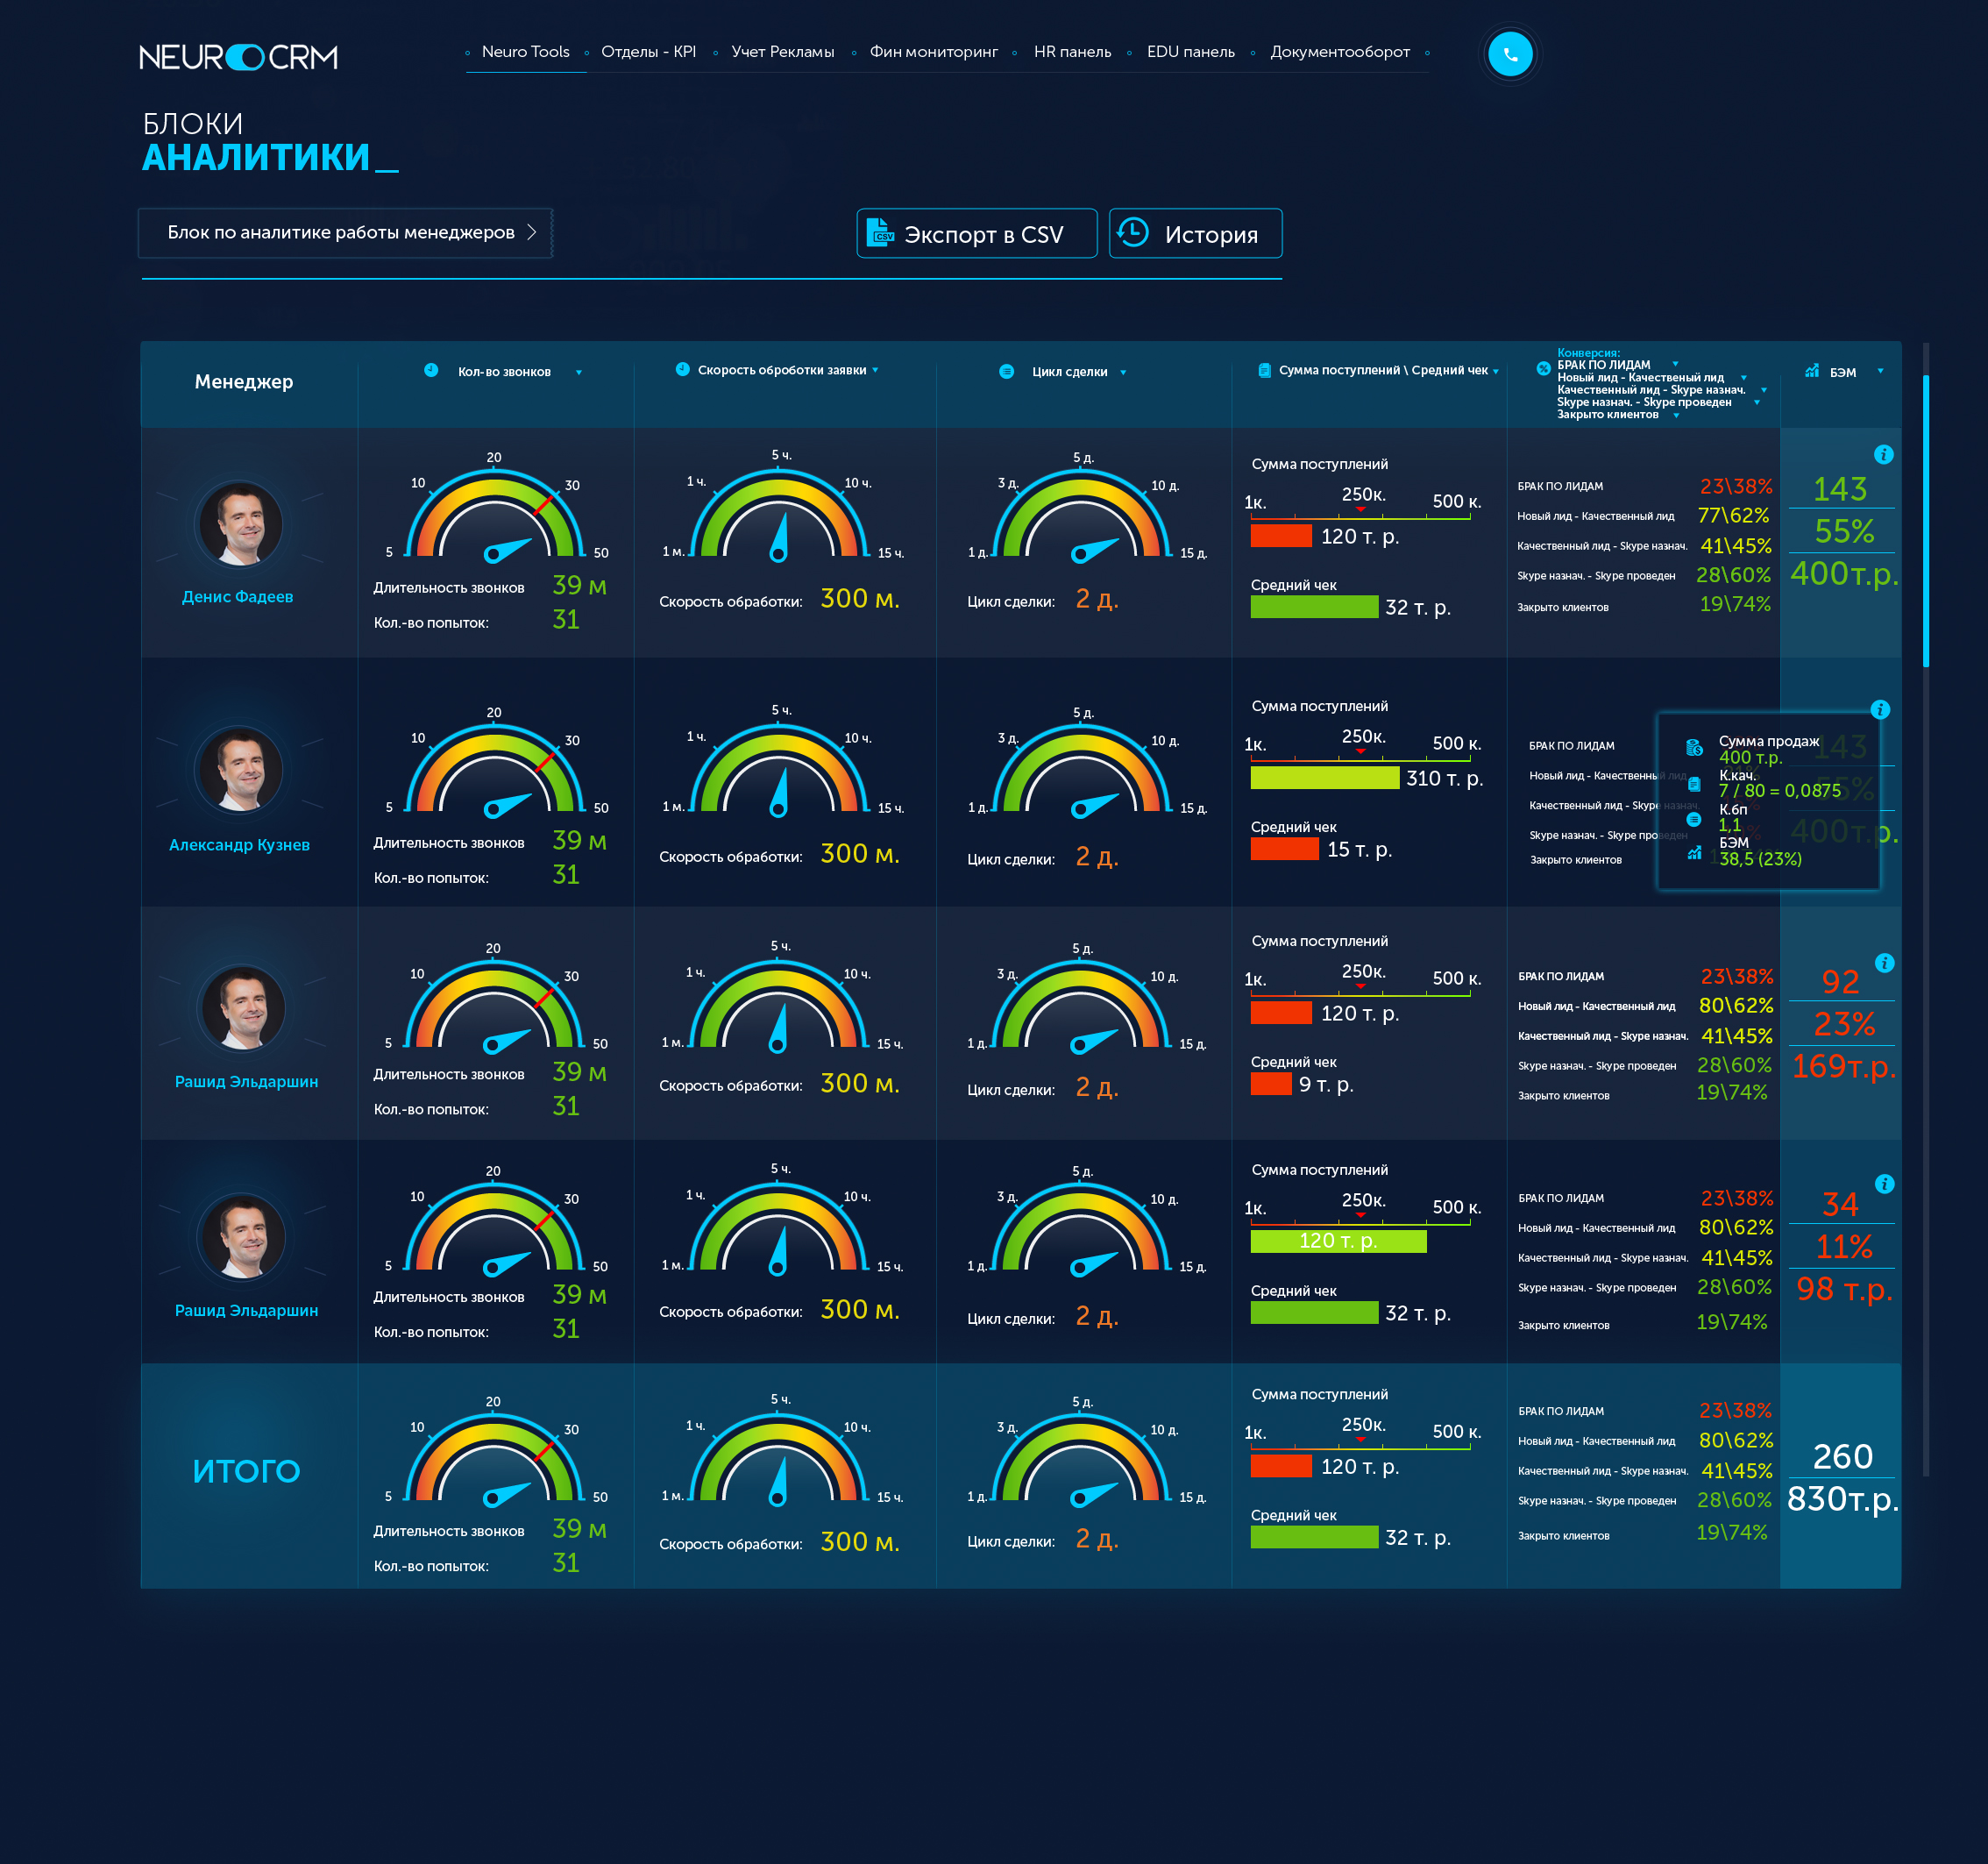 NEUROCRM
Neuro Tools
Отделы - KPI
Учет Рекламы
Фин мониторинг
HR панель
EDU панель
Документооборот
БЛОКИ
АНАЛИТИКИ_
Блок по аналитике работы менеджеров
CSV
Экспорт в CSV
История
Менеджер
Кол-во звонков
Скорость обработки заявки
Цикл сделки
Сумма поступлений \ Средний чек
Конверсия:
БРАК ПО ЛИДАМ
Новый лид - Качественый лид
Качественный лид - Skype назнач.
Skype назнач. - Skype проведен
Закрыто клиентов
БЭМ
Денис Фадеев
5 10 20 30 50
Длительность звонков 39 м
Кол.-во попыток: 31
1 м. 1 ч. 5 ч. 10 ч. 15 ч.
Скорость обработки: 300 м.
1 д. 3 д. 5 д. 10 д. 15 д.
Цикл сделки: 2 д.
Сумма поступлений
1к. 250к. 500 к.
120 т. р.
Средний чек
32 т. р.
БРАК ПО ЛИДАМ 23\38%
Новый лид - Качественный лид 77\62%
Качественный лид - Skype назнач. 41\45%
Skype назнач. - Skype проведен 28\60%
Закрыто клиентов 19\74%
143
55%
400т.р.
Александр Кузнев
5 10 20 30 50
Длительность звонков 39 м
Кол.-во попыток: 31
1 м. 1 ч. 5 ч. 10 ч. 15 ч.
Скорость обработки: 300 м.
1 д. 3 д. 5 д. 10 д. 15 д.
Цикл сделки: 2 д.
Сумма поступлений
1к. 250к. 500 к.
310 т. р.
Средний чек
15 т. р.
БРАК ПО ЛИДАМ
Новый лид - Качественный лид
Качественный лид - Skype назнач.
Skype назнач. - Skype проведен
Закрыто клиентов
143
55%
400т.р.
Сумма продаж
400 т.р.
К.кач.
7 / 80 = 0,0875
К.бп
1,1
БЭМ
38,5 (23%)
Рашид Эльдаршин
5 10 20 30 50
Длительность звонков 39 м
Кол.-во попыток: 31
1 м. 1 ч. 5 ч. 10 ч. 15 ч.
Скорость обработки: 300 м.
1 д. 3 д. 5 д. 10 д. 15 д.
Цикл сделки: 2 д.
Сумма поступлений
1к. 250к. 500 к.
120 т. р.
Средний чек
9 т. р.
БРАК ПО ЛИДАМ 23\38%
Новый лид - Качественный лид 80\62%
Качественный лид - Skype назнач. 41\45%
Skype назнач. - Skype проведен 28\60%
Закрыто клиентов 19\74%
92
23%
169т.р.
Рашид Эльдаршин
5 10 20 30 50
Длительность звонков 39 м
Кол.-во попыток: 31
1 м. 1 ч. 5 ч. 10 ч. 15 ч.
Скорость обработки: 300 м.
1 д. 3 д. 5 д. 10 д. 15 д.
Цикл сделки: 2 д.
Сумма поступлений
1к. 250к. 500 к.
120 т. р.
Средний чек
32 т. р.
БРАК ПО ЛИДАМ 23\38%
Новый лид - Качественный лид 80\62%
Качественный лид - Skype назнач. 41\45%
Skype назнач. - Skype проведен 28\60%
Закрыто клиентов 19\74%
34
11%
98 т.р.
ИТОГО
5 10 20 30 50
Длительность звонков 39 м
Кол.-во попыток: 31
1 м. 1 ч. 5 ч. 10 ч. 15 ч.
Скорость обработки: 300 м.
1 д. 3 д. 5 д. 10 д. 15 д.
Цикл сделки: 2 д.
Сумма поступлений
1к. 250к. 500 к.
120 т. р.
Средний чек
32 т. р.
БРАК ПО ЛИДАМ 23\38%
Новый лид - Качественный лид 80\62%
Качественный лид - Skype назнач. 41\45%
Skype назнач. - Skype проведен 28\60%
Закрыто клиентов 19\74%
260
830т.р.